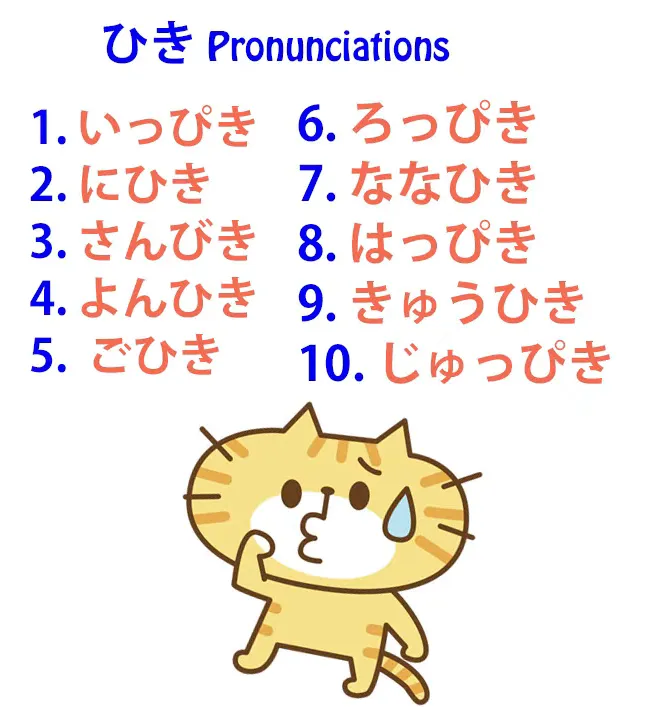 ひき Pronunciations
1. いっぴき
2. にひき
3. さんびき
4. よんひき
5. ごひき
6. ろっぴき
7. ななひき
8. はっぴき
9. きゅうひき
10. じゅっぴき